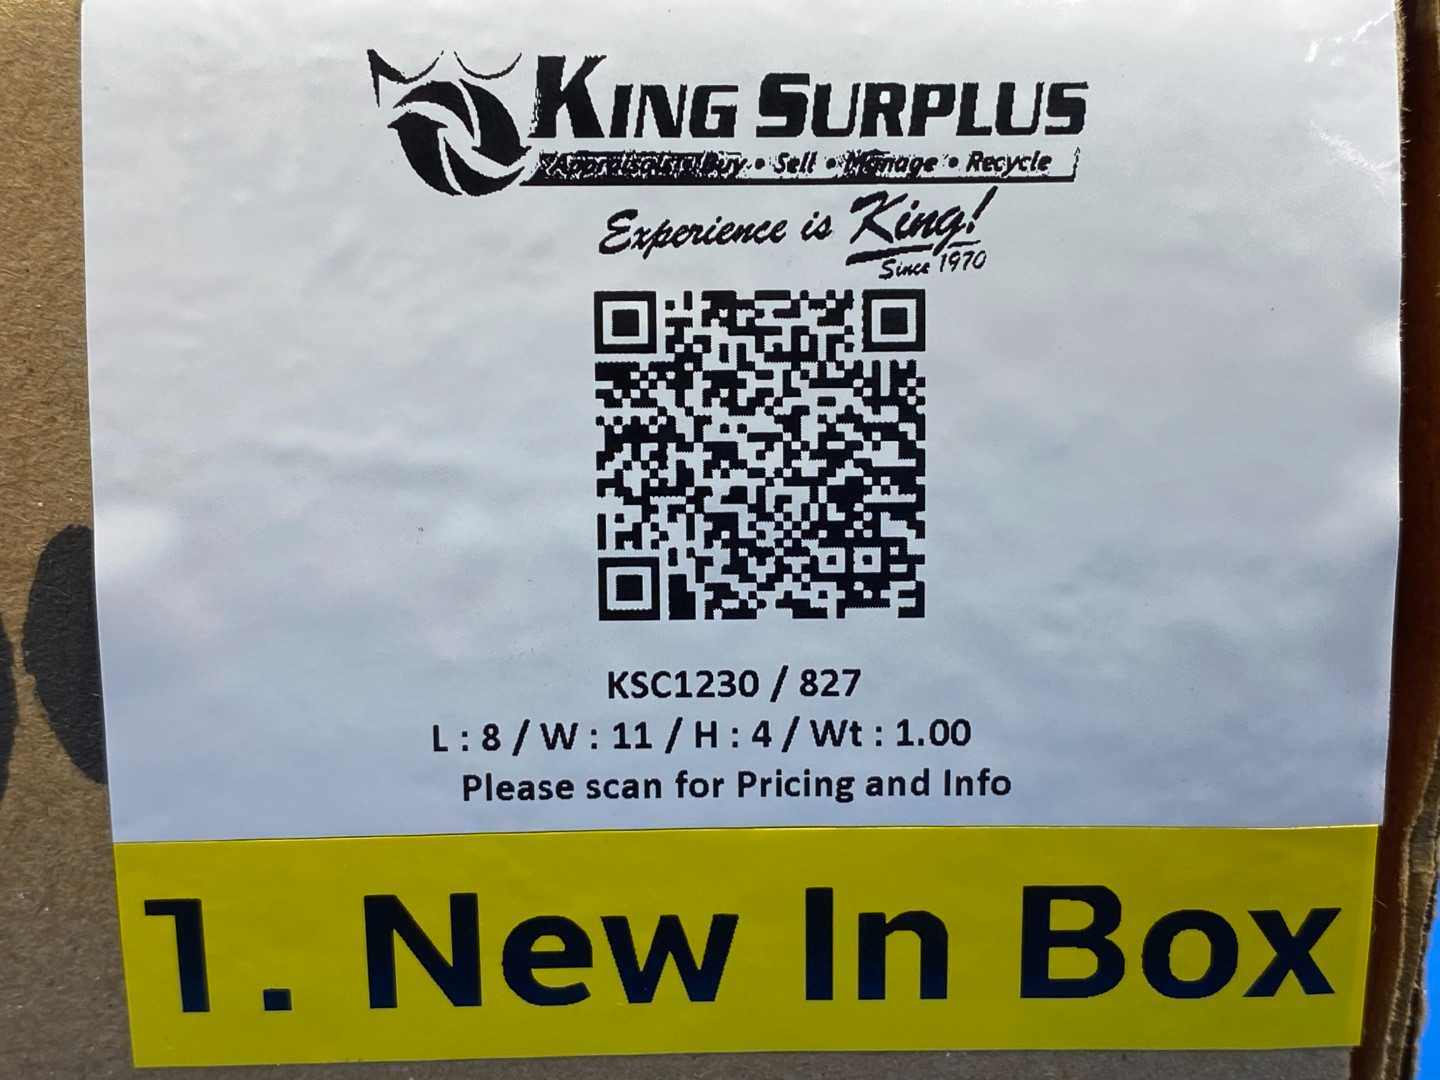 KING SURPLUS
Appraisals • Buy • Sell • Manage • Recycle
Experience is King!
Since 1970
KSC1230 / 827
L : 8 / W : 11 / H : 4 / Wt : 1.00
Please scan for Pricing and Info
1. New In Box